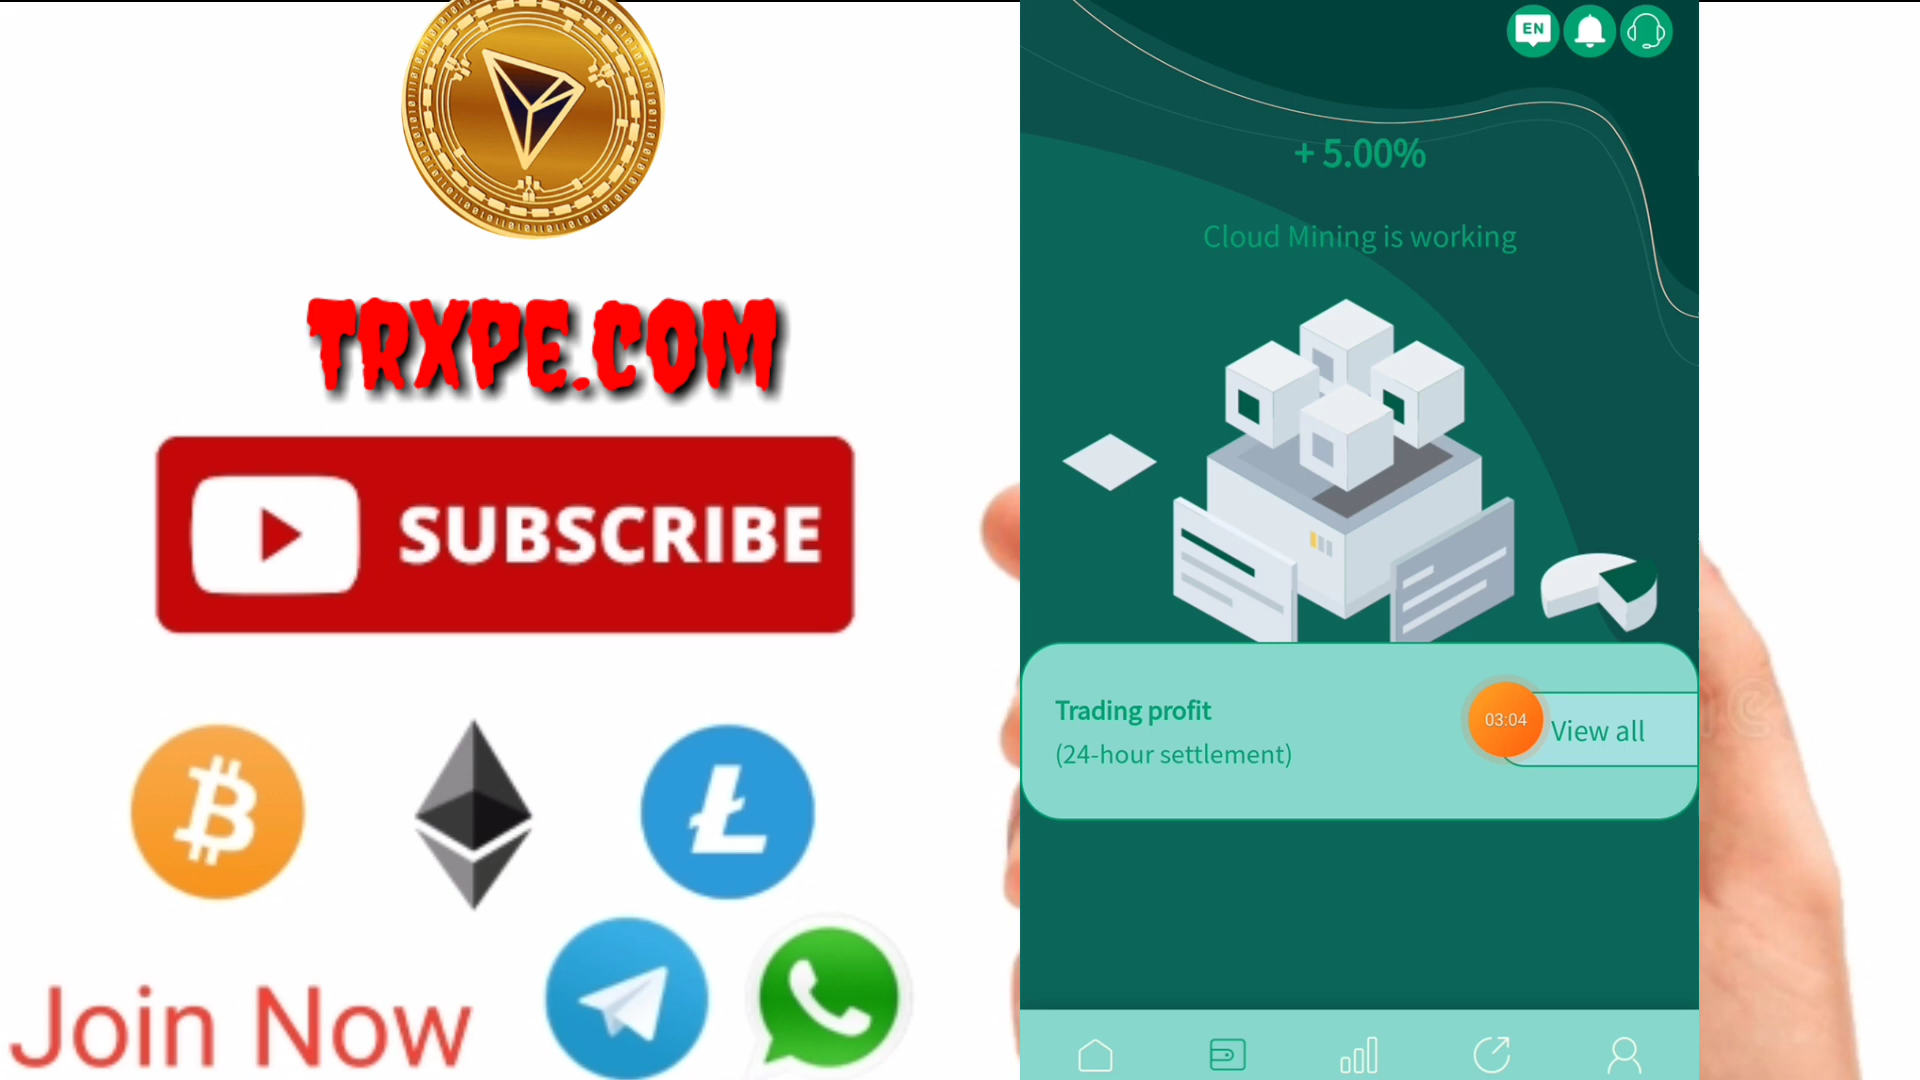 TRXPE.COM
SUBSCRIBE
Join Now
EN
+ 5.00%
Cloud Mining is working
Trading profit
(24-hour settlement)
03:04
View all